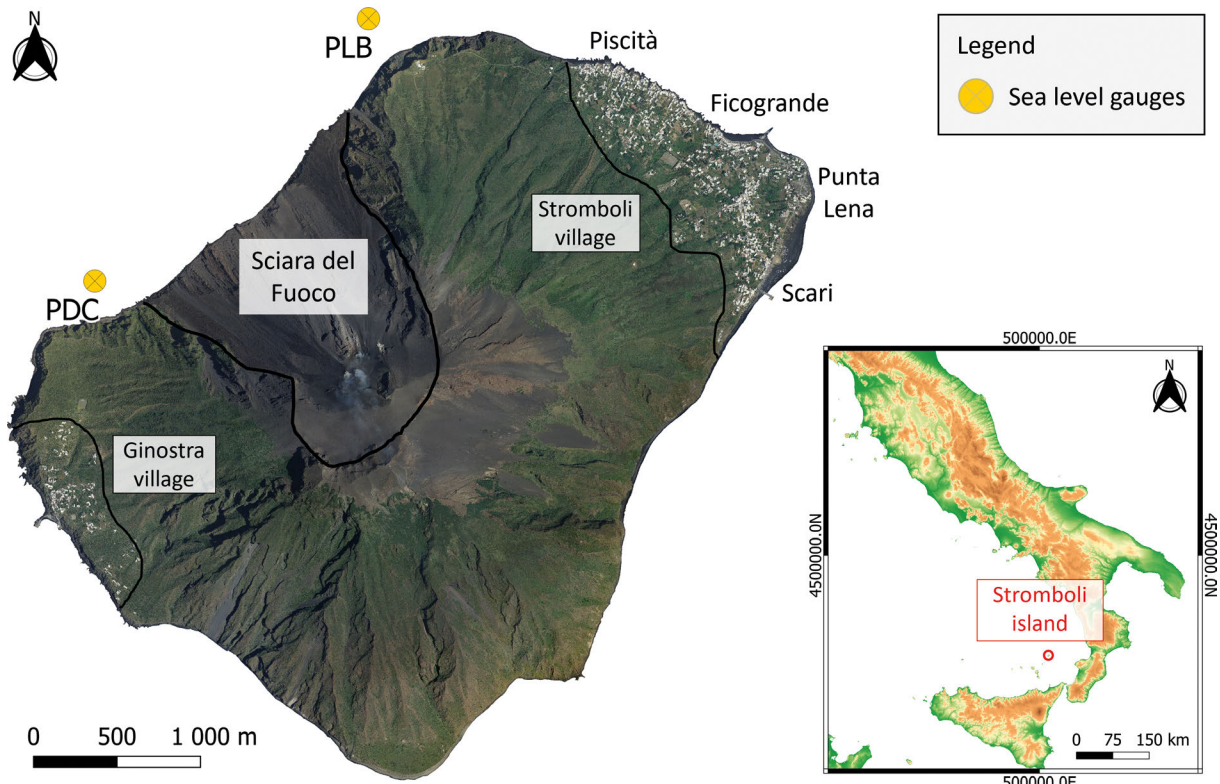 N
PLB
Piscità
Ficogrande
Punta
Lena
Scari
Stromboli
village
Sciara del
Fuoco
PDC
Ginostra
village
0 500 1 000 m
Legend
Sea level gauges
500000.0E
N
4500000.0N
4500000.0N
Stromboli
island
0 75 150 km
500000.0E